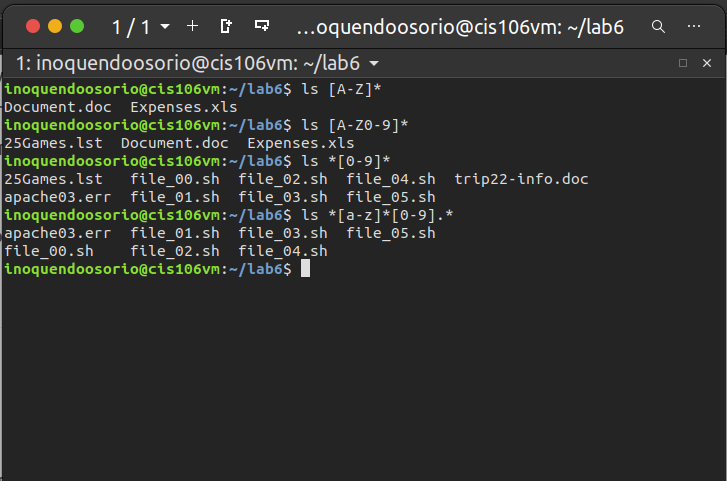 1 / 1 ...oquendoosorio@cis106vm: ~/lab6
1: inoquendoosorio@cis106vm: ~/lab6
inoquendoosorio@cis106vm:~/lab6$ ls [A-Z]*
Document.doc  Expenses.xls
inoquendoosorio@cis106vm:~/lab6$ ls [A-Z0-9]*
25Games.lst  Document.doc  Expenses.xls
inoquendoosorio@cis106vm:~/lab6$ ls *[0-9]*
25Games.lst   file_00.sh  file_02.sh  file_04.sh  trip22-info.doc
apache03.err  file_01.sh  file_03.sh  file_05.sh
inoquendoosorio@cis106vm:~/lab6$ ls *[a-z]*[0-9].*
apache03.err  file_01.sh  file_03.sh  file_05.sh
file_00.sh    file_02.sh  file_04.sh
inoquendoosorio@cis106vm:~/lab6$